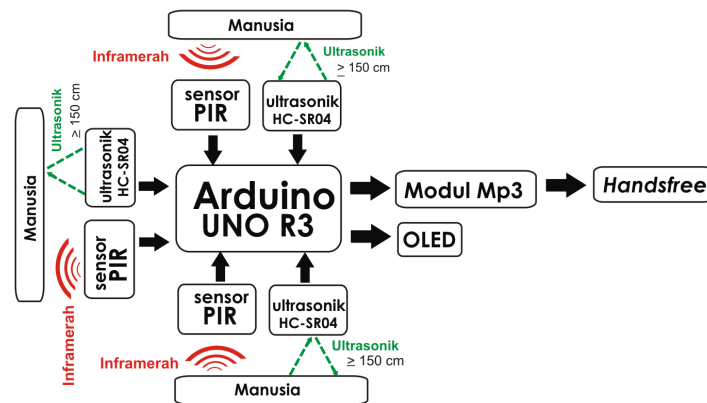 Manusia
Inframerah
Ultrasonik
≥ 150 cm
sensor
PIR
ultrasonik
HC-SR04
Manusia
Ultrasonik
≥ 150 cm
ultrasonik
HC-SR04
sensor
PIR
Inframerah
Arduino
UNO R3
Modul Mp3
Handsfree
OLED
sensor
PIR
ultrasonik
HC-SR04
Inframerah
Ultrasonik
≥ 150 cm
Manusia